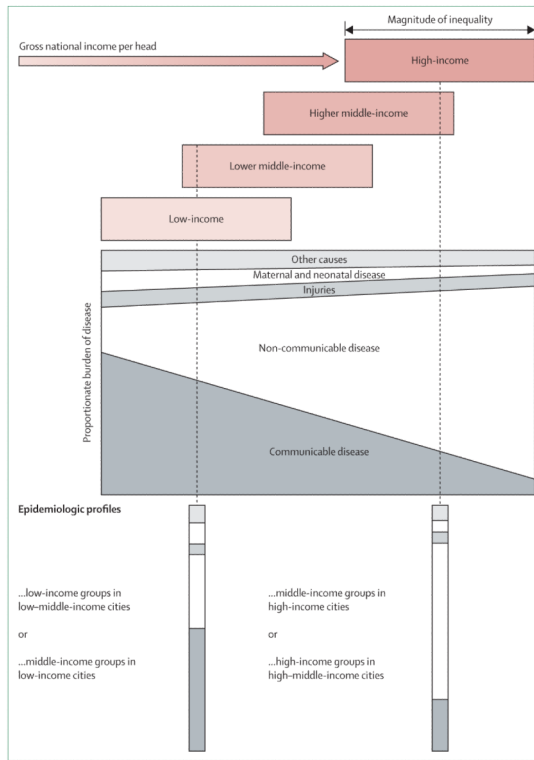 Magnitude of inequality
Gross national income per head
High-income
Higher middle-income
Lower middle-income
Low-income
Other causes
Maternal and neonatal disease
Injuries
Non-communicable disease
Communicable disease
Proportionate burden of disease
Epidemiologic profiles
...low-income groups in
low–middle-income cities
or
...middle-income groups in
low-income cities
...middle-income groups in
high-income cities
or
...high-income groups in
high–middle-income cities